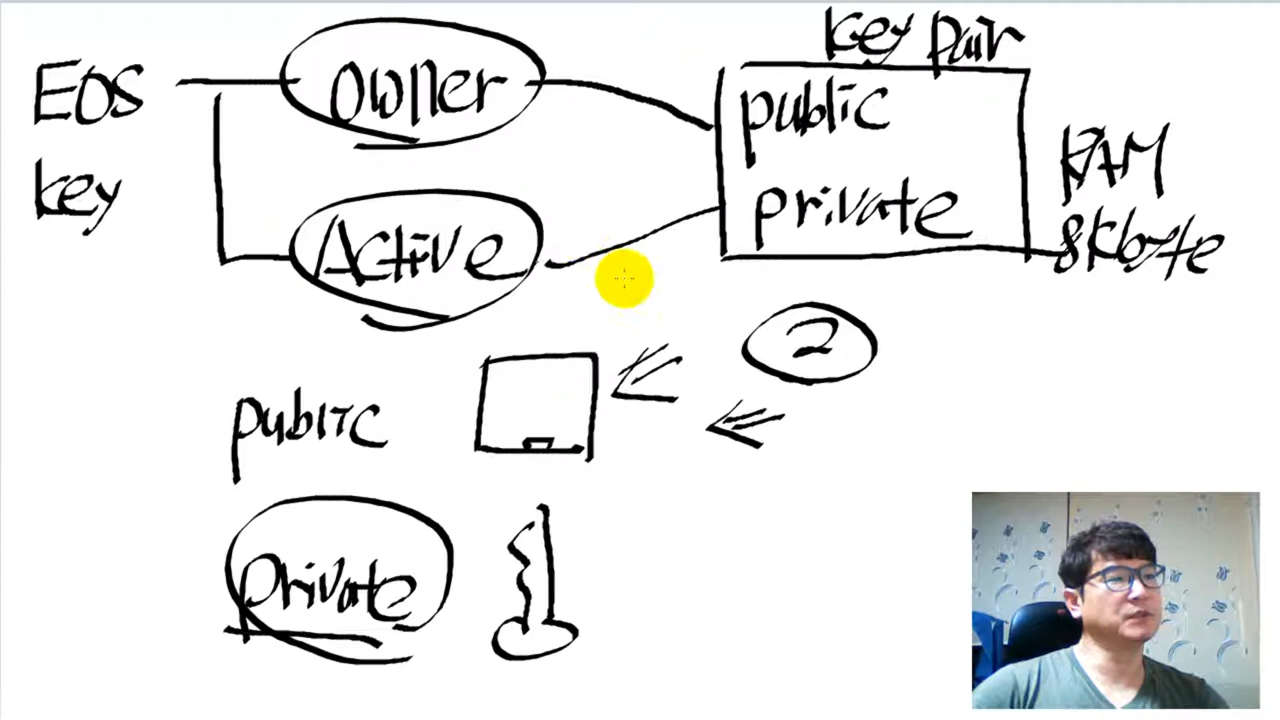 EOS
key
owner
Active
key pair
public
private
RAM
8Kbyte
2
public
private